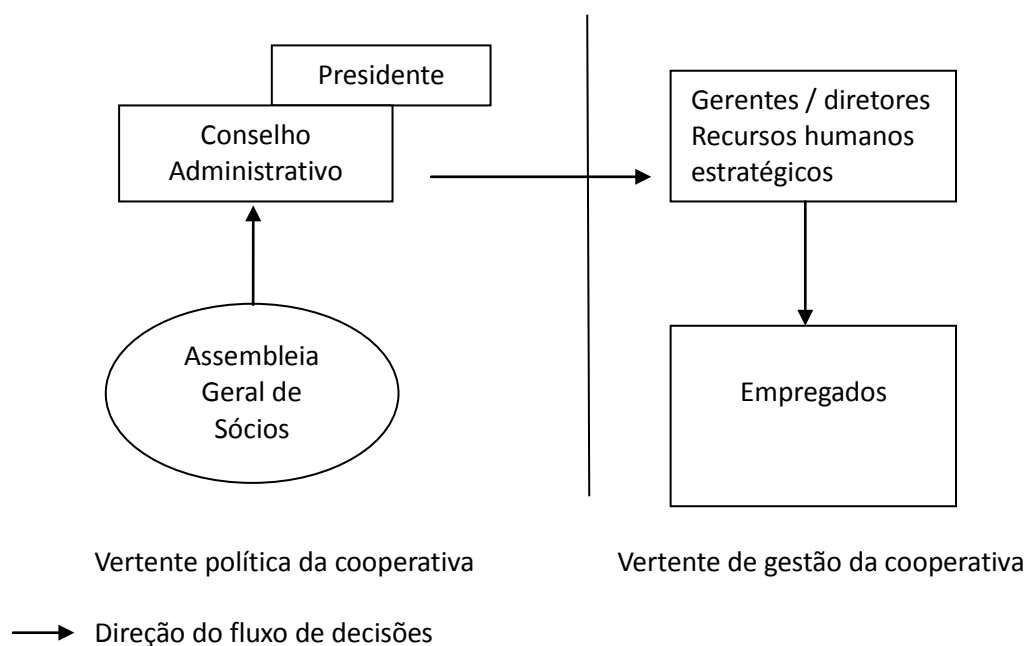 Presidente
Conselho
Administrativo
Assembleia
Geral de
Sócios
Gerentes / diretores
Recursos humanos
estratégicos
Empregados
Vertente política da cooperativa
Vertente de gestão da cooperativa
Direção do fluxo de decisões